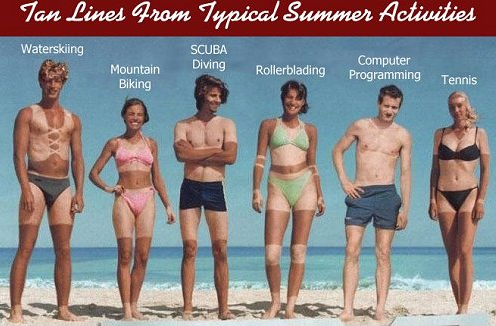 Tan Lines From Typical Summer Activities
Waterskiing
Mountain
Biking
SCUBA
Diving
Rollerblading
Computer
Programming
Tennis